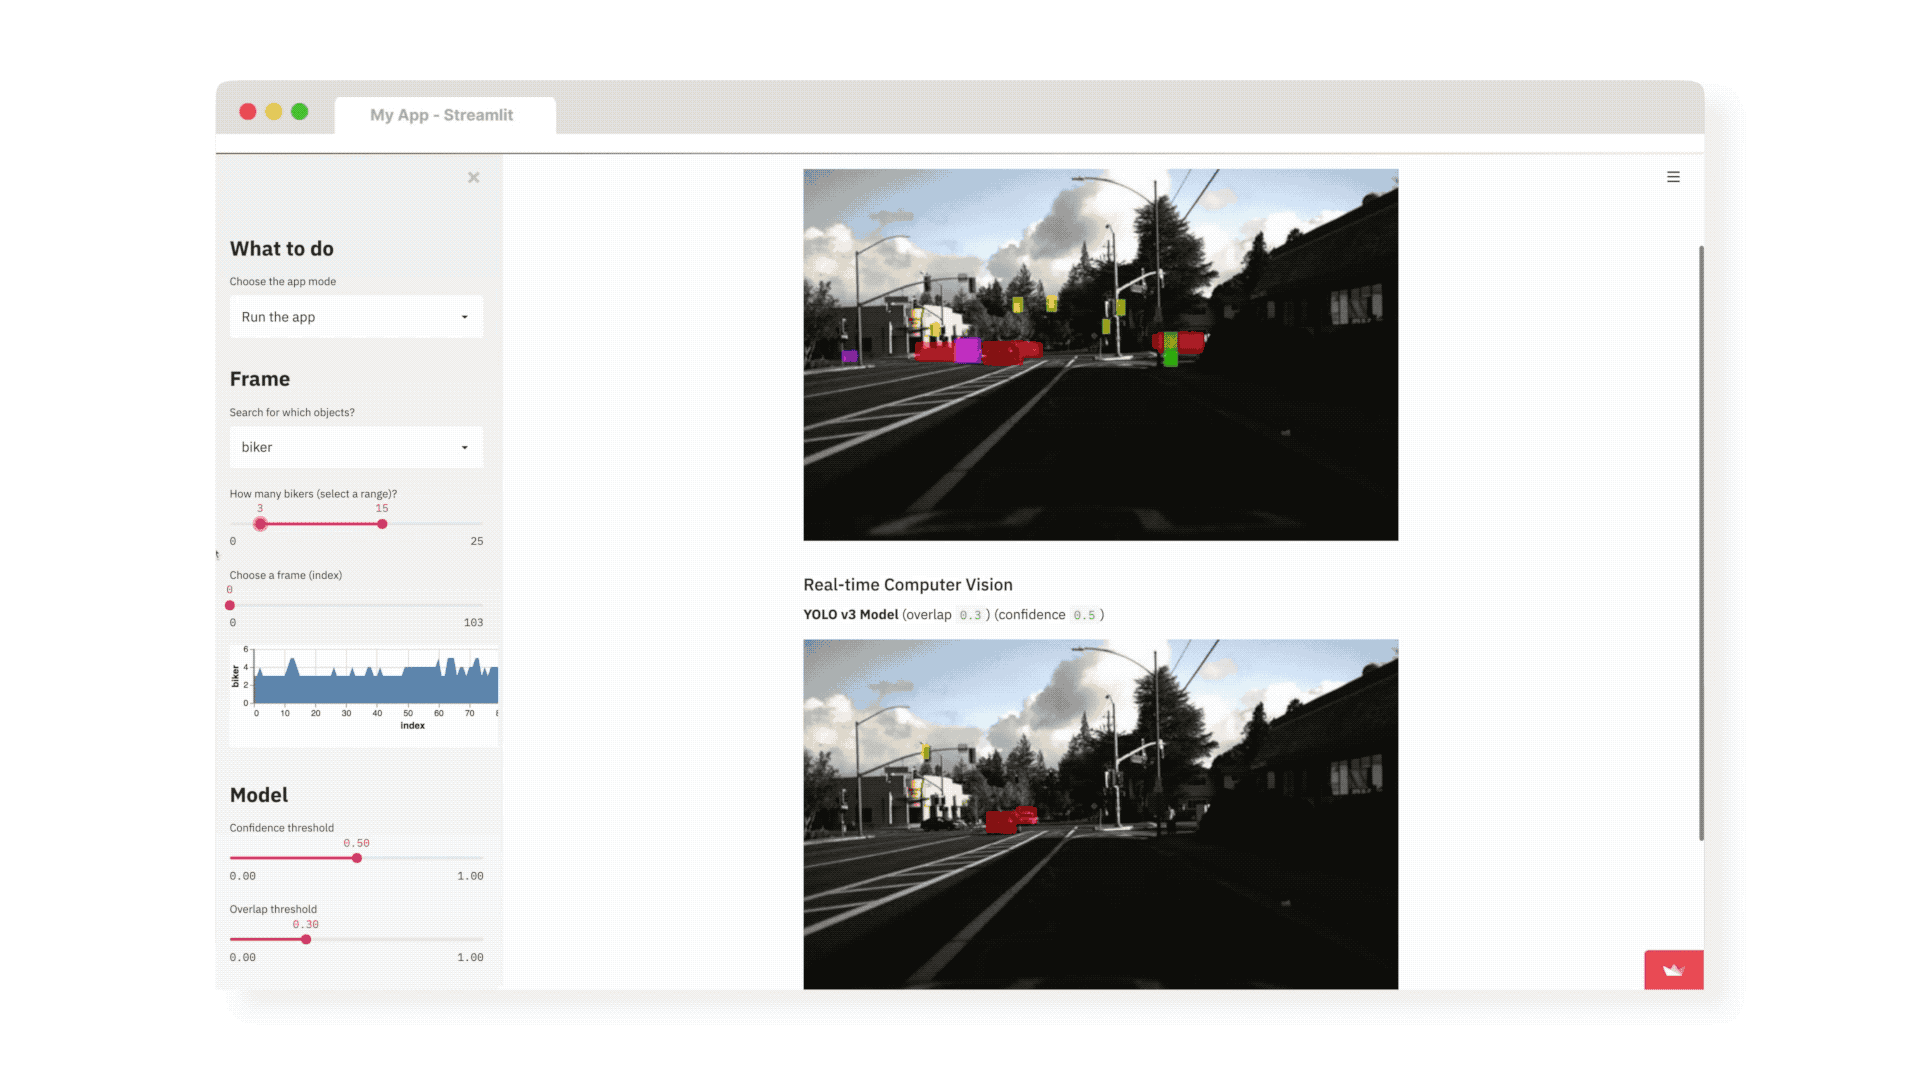 My App - Streamlit
What to do
Choose the app mode
Run the app
Frame
Search for which objects?
biker
How many bikers (select a range)?
3 15
0 25
Choose a frame (index)
0
0 103
6
4
2
0
biker
0 10 20 30 40 50 60 70
index
Model
Confidence threshold
0.50
0.00 1.00
Overlap threshold
0.30
0.00 1.00
Real-time Computer Vision
YOLO v3 Model (overlap 0.3 ) (confidence 0.5 )